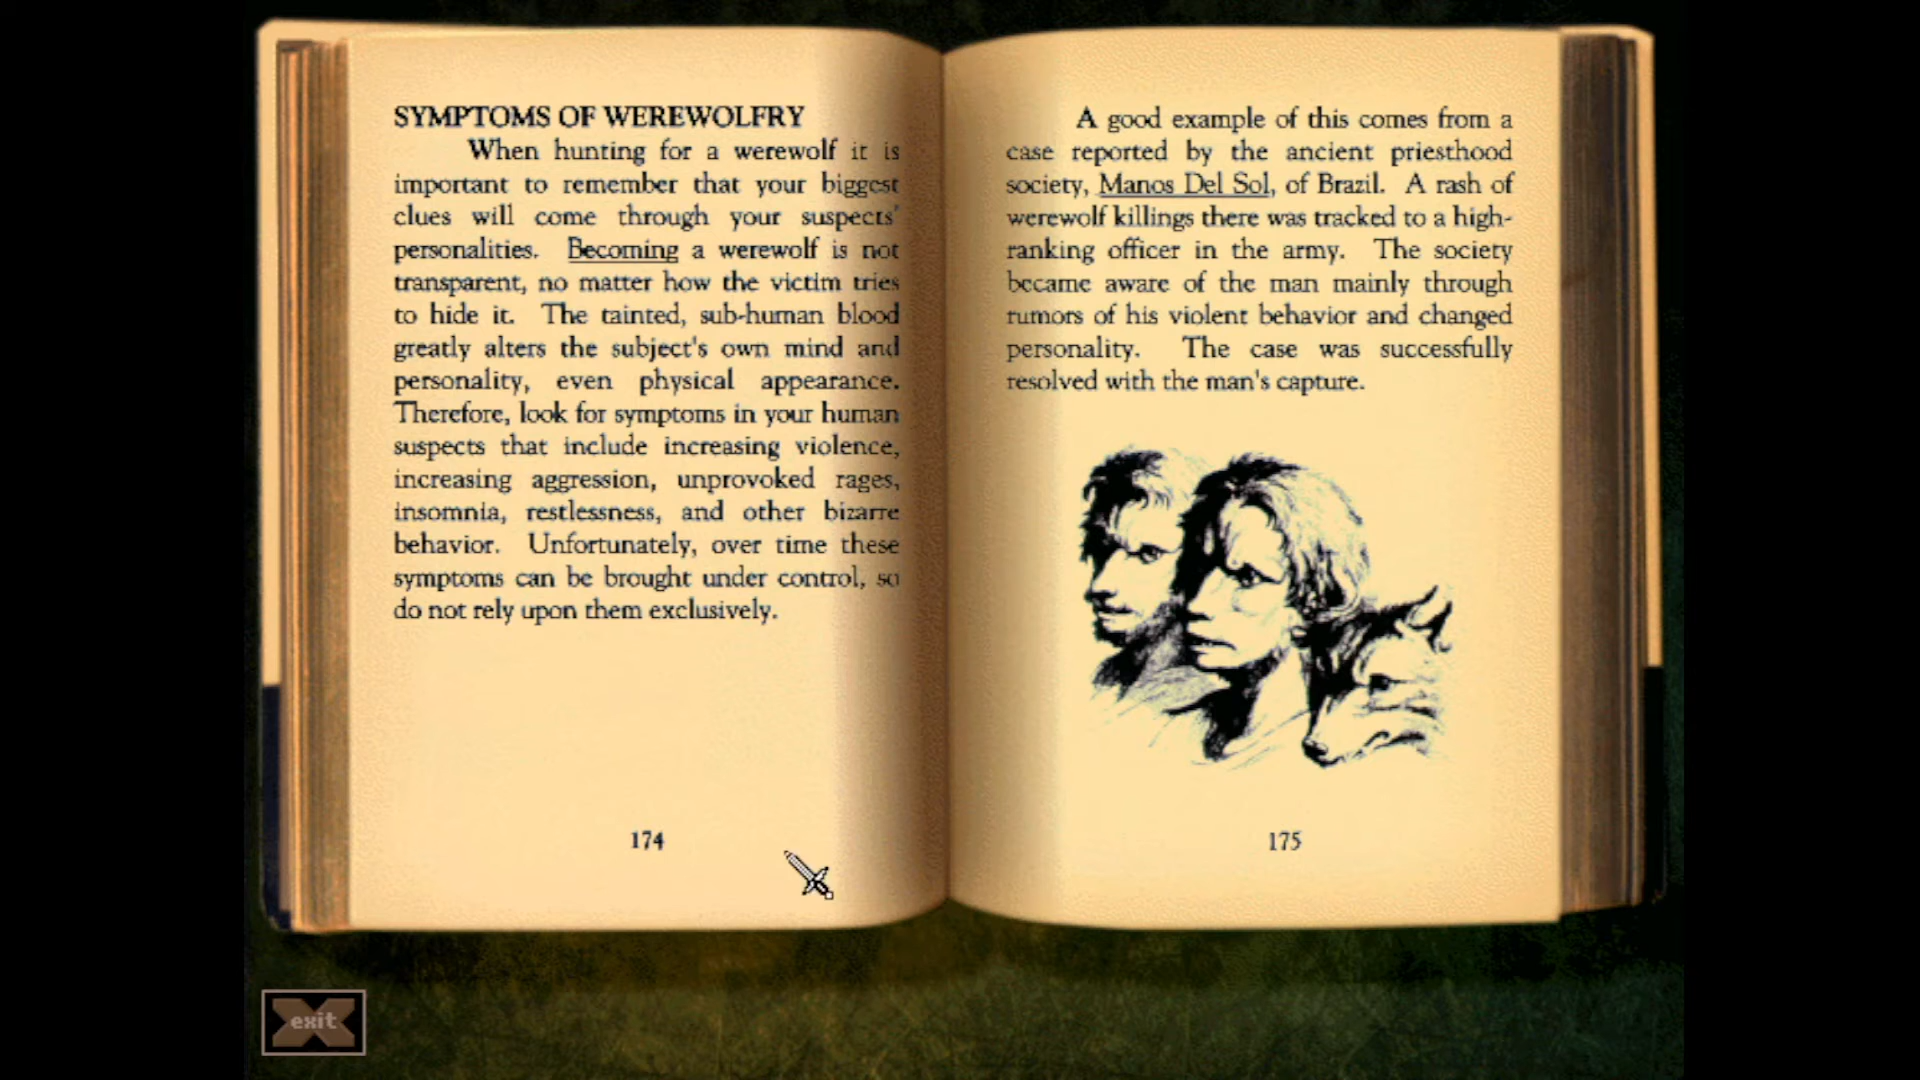 SYMPTOMS OF WEREWOLFRY
When hunting for a werewolf it is
important to remember that your biggest
clues will come through your suspects'
personalities. Becoming a werewolf is not
transparent, no matter how the victim tries
to hide it. The tainted, sub-human blood
greatly alters the subject's own mind and
personality, even physical appearance.
Therefore, look for symptoms in your human
suspects that include increasing violence,
increasing aggression, unprovoked rages,
insomnia, restlessness, and other bizarre
behavior. Unfortunately, over time these
symptoms can be brought under control, so
do not rely upon them exclusively.
174
A good example of this comes from a
case reported by the ancient priesthood
society, Manos Del Sol, of Brazil. A rash of
werewolf killings there was tracked to a high-
ranking officer in the army. The society
became aware of the man mainly through
rumors of his violent behavior and changed
personality. The case was successfully
resolved with the man's capture.
175
exit